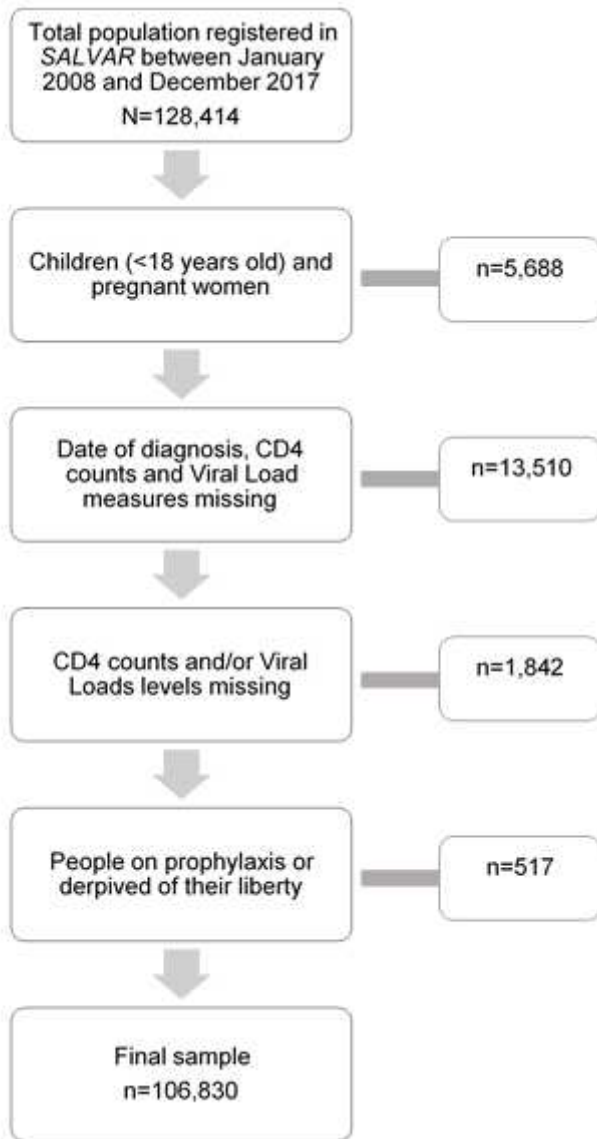 Total population registered in
SALVAR between January
2008 and December 2017
N=128,414
Children (<18 years old) and
pregnant women
n=5,688
Date of diagnosis, CD4
counts and Viral Load
measures missing
n=13,510
CD4 counts and/or Viral
Loads levels missing
n=1,842
People on prophylaxis or
derpived of their liberty
n=517
Final sample
n=106,830